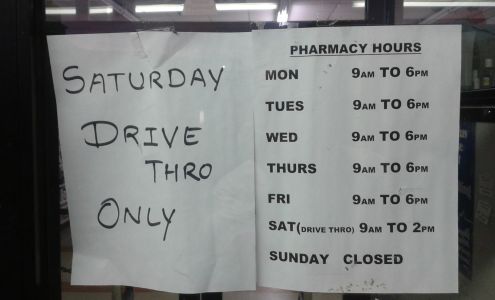 SATURDAY
DRIVE
THRO
ONLY
PHARMACY HOURS
MON 9AM TO 6PM
TUES 9AM TO 6PM
WED 9AM TO 6PM
THURS 9AM TO 6PM
FRI 9AM TO 6PM
SAT(DRIVE THRO) 9AM TO 2PM
SUNDAY CLOSED